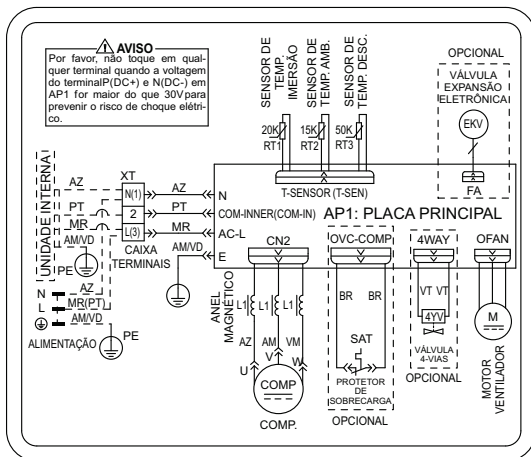 AVISO
Por favor, não toque em qual-
quer terminal quando a voltagem
do terminalP(DC+) e N(DC-) em
AP1 for maior do que 30Vpara
prevenir o risco de choque elétri-
co.
SENSOR DE
TEMP.
IMERSÃO
SENSOR DE
TEMP. AMB.
SENSOR DE
TEMP. DESC.
20K
RT1
15K
RT2
50K
RT3
OPCIONAL
VÁLVULA
EXPANSÃO
ELETRÔNICA
EKV
FA
T-SENSOR (T-SEN)
UNIDADE INTERNA
XT
AZ
N(1)
AZ
N
PT
2
PT
COM-INNER(COM-IN)
AP1: PLACA PRINCIPAL
MR
L(3)
MR
AC-L
AM/VD
PE
CAIXA
TERMINAIS
AM/VD
E
N
AZ
L
MR(PT)
AM/VD
PE
ALIMENTAÇÃO
CN2
OVC-COMP
4WAY
OFAN
ANEL
MAGNÉTICO
L1
L1
L1
BR
BR
VT
VT
AZ
AM
VM
SAT
4YV
M
U
V
W
COMP
COMP.
PROTETOR
DE
SOBRECARGA
OPCIONAL
VÁLVULA
4-VIAS
OPCIONAL
MOTOR
VENTILADOR